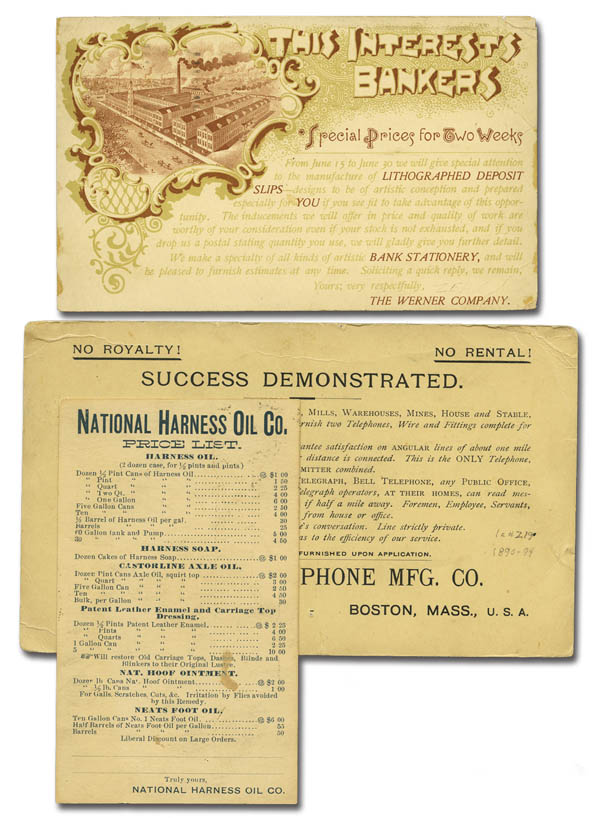 THIS INTERESTS
BANKERS
Special Prices for Two Weeks
From June 15 to June 30 we will give special attention
to the manufacture of LITHOGRAPHED DEPOSIT
SLIPS—designs to be of artistic conception and prepared
especially for YOU if you see fit to take advantage of this oppor-
tunity. The inducements we will offer in price and quality of work are
worthy of your consideration even if your stock is not exhausted, and if you
drop us a postal stating quantity you use, we will gladly give you further detail.
We make a specialty of all kinds of artistic BANK STATIONERY, and will
be pleased to furnish estimates at any time. Soliciting a quick reply, we remain,
Yours; very respectfully,
THE WERNER COMPANY.
NO ROYALTY!
NO RENTAL!
SUCCESS DEMONSTRATED.
MILLS, WAREHOUSES, MINES, HOUSE and STABLE,
rnish two Telephones, Wire and Fittings complete for
antee satisfaction on ANGULAR lines of about one mile
distance is connected. This is the ONLY Telephone,
MITTER combined.
ELEGRAPH, BELL TELEPHONE, any PUBLIC OFFICE,
elegraph operators, AT THEIR HOMES, can read mes-
if half a mile away. Foremen, Employee, Servants,
from house or office.
e's conversation. Line strictly private.
as to the efficiency of our service.
FURNISHED UPON APPLICATION.
1890-94
PHONE MFG. CO.
BOSTON, MASS., U. S. A.
NATIONAL HARNESS OIL CO.
PRICE LIST.
HARNESS OIL.
(2 dozen case, for ½ pints and pints)
Dozen ½ Pint Cans of Harness Oil @ $1 00
" Pint " " " 1 50
" Quart " " " 2 25
" Two Qt. " " " 4 00
" One Gallon " " 6 00
Five Gallon Cans 2 50
Ten " " 4 50
½ Barrel of Harness Oil per gal. 30
Barrels " " " 25
10 Gallon tank and Pump 5 00
30 " " " 4 50
HARNESS SOAP.
Dozen Cakes of Harness Soap @ $1 00
CASTORLINE AXLE OIL.
Dozen Pint Cans Axle Oil, squirt top @ $2 00
" Quart " " " 3 50
Five Gallon Can " " 2 50
Ten " " " " 4 50
Bulk, per Gallon " " 30
Patent Leather Enamel and Carriage Top
Dressing.
Dozen ½ Pints Patent Leather Enamel, @ $ 2 25
" Pints " " " 4 00
" Quarts " " " 6 50
1 Gallon Can " " " 2 25
5 " " " " 10 00
Will restore Old Carriage Tops, Dashes, Blinds and
Blinkers to their Original Lustre.
NAT. HOOF OINTMENT.
Dozen lb Cans Nat. Hoof Ointment @ $2 00
" ½ lb. Cans " " 1 00
For Galls, Scratches, Cuts, &c. Irritation by Flies avoided
by this Remedy.
NEATS FOOT OIL.
Ten Gallon Cans No. 1 Neats Foot Oil @ $6 00
Half Barrels of Neats Foot Oil per Gallon 55
Barrels " " " 50
Liberal Discount on Large Orders.
Truly yours,
NATIONAL HARNESS OIL CO.